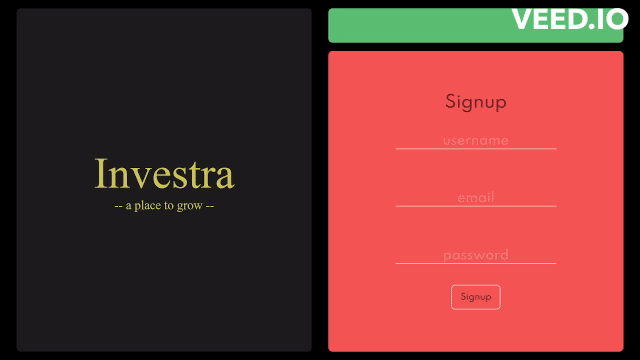 VEED.IO
Investra
-- a place to grow --
Signup
username
email
password
Signup